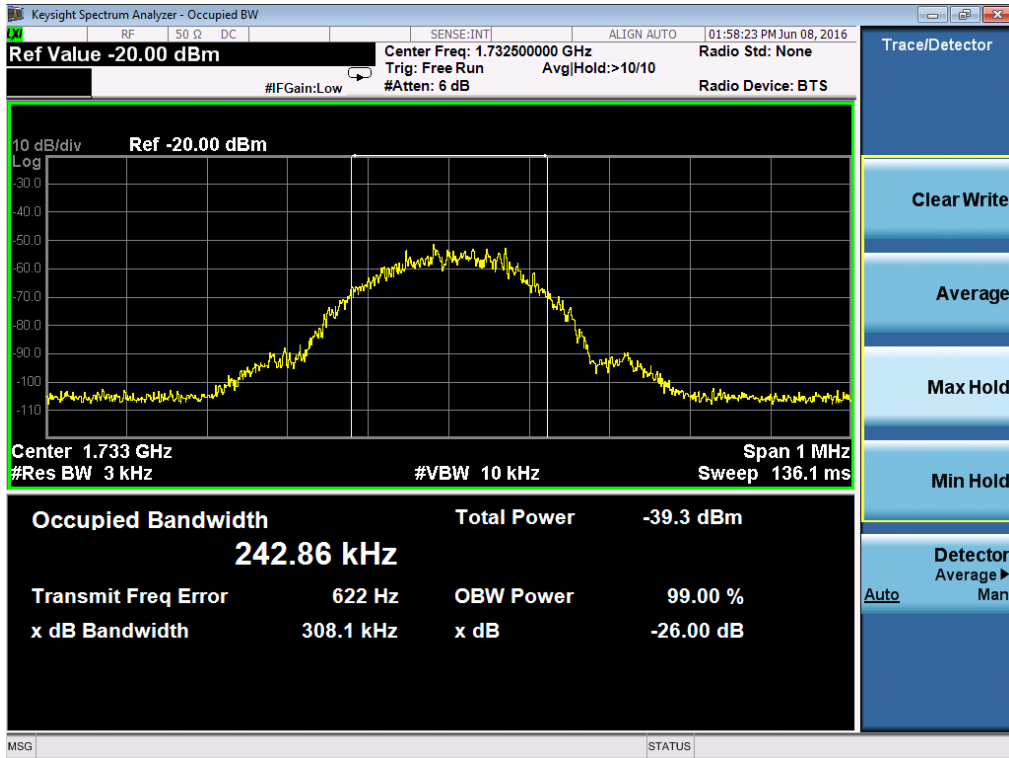 Keysight Spectrum Analyzer - Occupied BW
LXI RF 50 Ω DC SENSE:INT ALIGN AUTO 01:58:23 PM Jun 08, 2016
Ref Value -20.00 dBm
Center Freq: 1.732500000 GHz Radio Std: None
Trig: Free Run Avg|Hold:>10/10
#IFGain:Low #Atten: 6 dB Radio Device: BTS
10 dB/div Ref -20.00 dBm
Log
-30.0
-40.0
-50.0
-60.0
-70.0
-80.0
-90.0
-100
-110
Center 1.733 GHz Span 1 MHz
#Res BW 3 kHz #VBW 10 kHz Sweep 136.1 ms
Occupied Bandwidth Total Power -39.3 dBm
242.86 kHz
Transmit Freq Error 622 Hz OBW Power 99.00 %
x dB Bandwidth 308.1 kHz x dB -26.00 dB
MSG STATUS
Trace/Detector
Clear Write
Average
Max Hold
Min Hold
Detector
Average▶
Auto Man